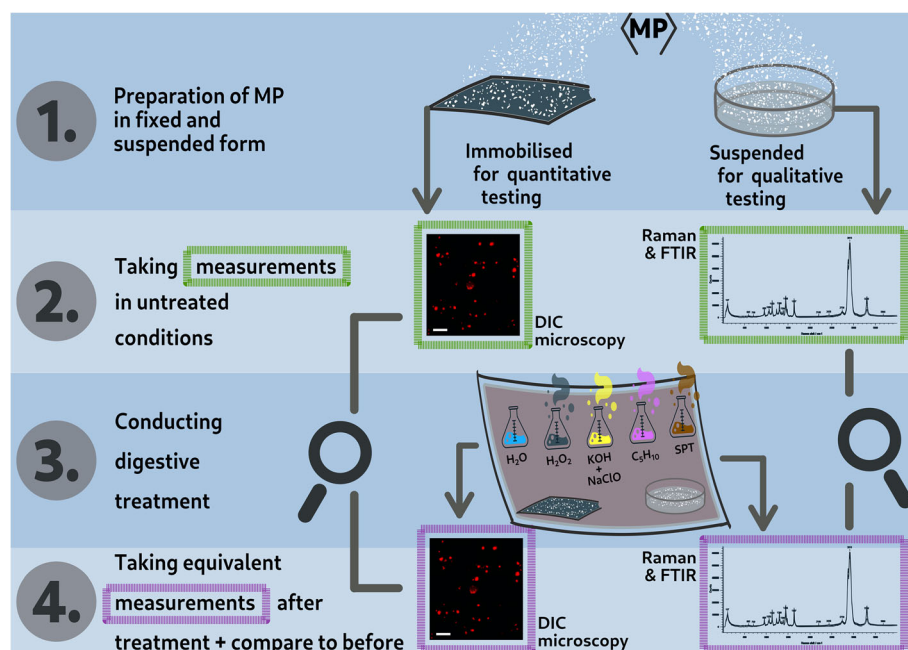 MP
1.
Preparation of MP
in fixed and
suspended form
Immobilised
for quantitative
testing
Suspended
for qualitative
testing
2.
Taking measurements
in untreated
conditions
DIC
microscopy
Raman
& FTIR
3.
Conducting
digestive
treatment
H₂O
H₂O₂
KOH
+
NaClO
C₅H₁₀
SPT
4.
Taking equivalent
measurements after
treatment + compare to before
DIC
microscopy
Raman
& FTIR